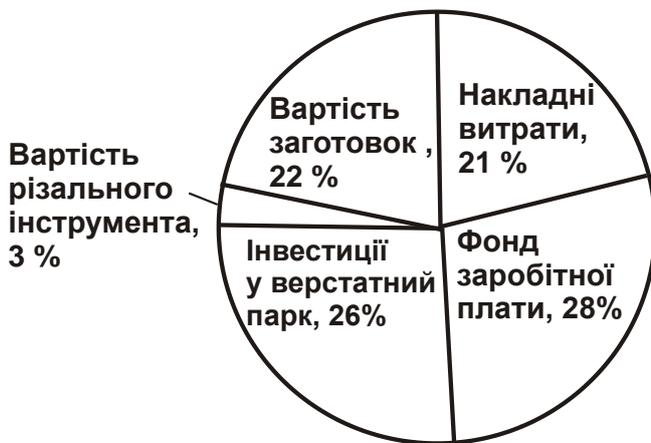 Вартість
заготовок ,
22 %
Накладні
витрати,
21 %
Вартість
різального
інструмента,
3 %
Інвестиції
у верстатний
парк, 26%
Фонд
заробітної
плати, 28%